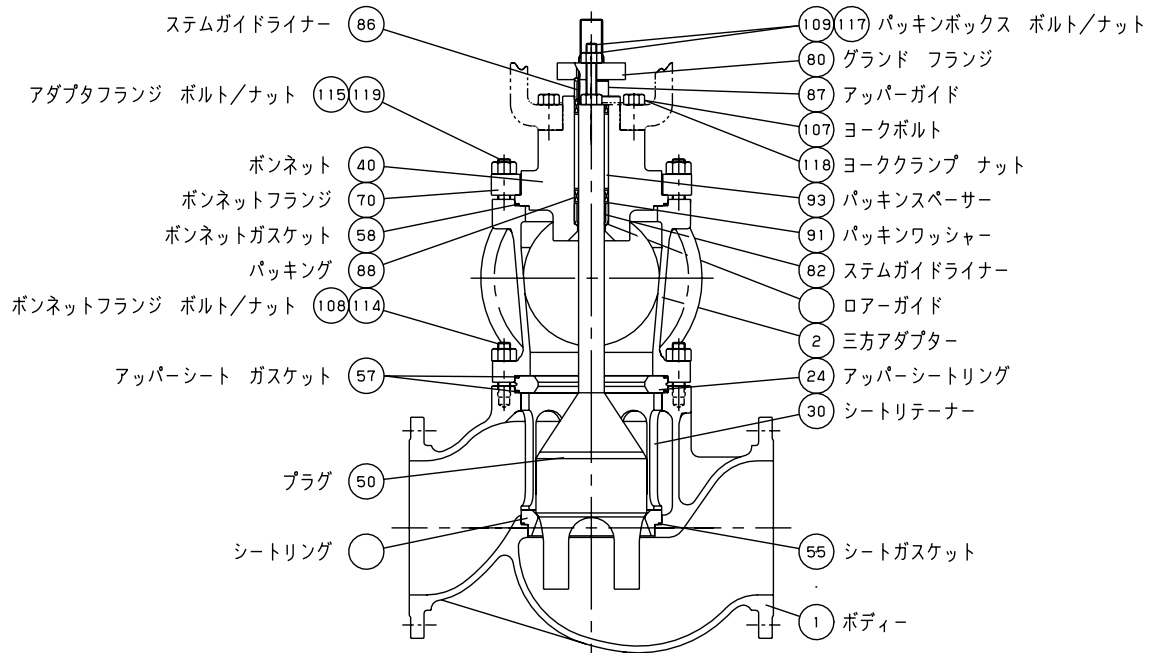 ステムガイドライナー 86
アダプタフランジ ボルト/ナット 115 119
ボンネット 40
ボンネットフランジ 70
ボンネットガスケット 58
パッキング 88
ボンネットフランジ ボルト/ナット 108 114
アッパーシート ガスケット 57
プラグ 50
シートリング
109 117 パッキンボックス ボルト/ナット
80 グランド フランジ
87 アッパーガイド
107 ヨークボルト
118 ヨーククランプ ナット
93 パッキンスペーサー
91 パッキンワッシャー
82 ステムガイドライナー
ロアーガイド
2 三方アダプター
24 アッパーシートリング
30 シートリテーナー
55 シートガスケット
1 ボディー